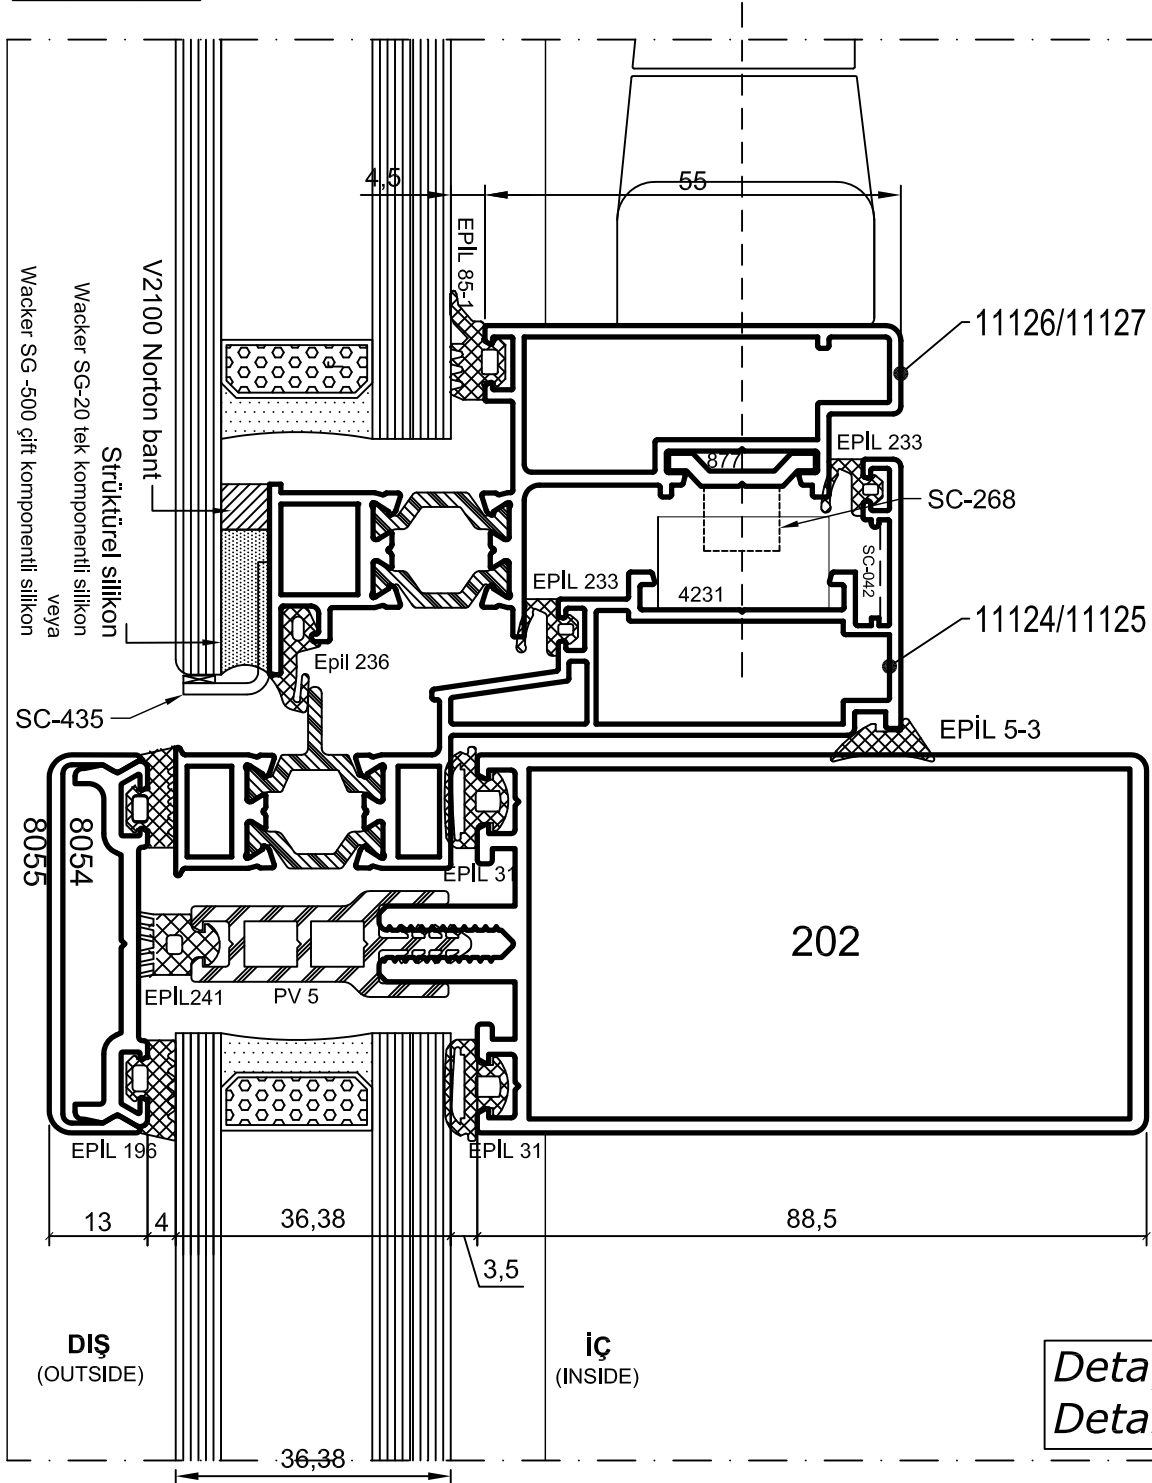 4,5
55
EPİL 85-1
V2100 Norton bant
Strüktürel silikon
Wacker SG-20 tek komponentli silikon
veya
Wacker SG -500 çift komponentli silikon
11126/11127
EPİL 233
877
SC-268
SC-042
EPİL 233
4231
11124/11125
Epil 236
SC-435
EPİL 5-3
8054
8055
EPİL 31
202
EPİL241
PV 5
EPİL 196
EPİL 31
13
4
36,38
88,5
3,5
DIŞ
(OUTSIDE)
İÇ
(INSIDE)
36,38